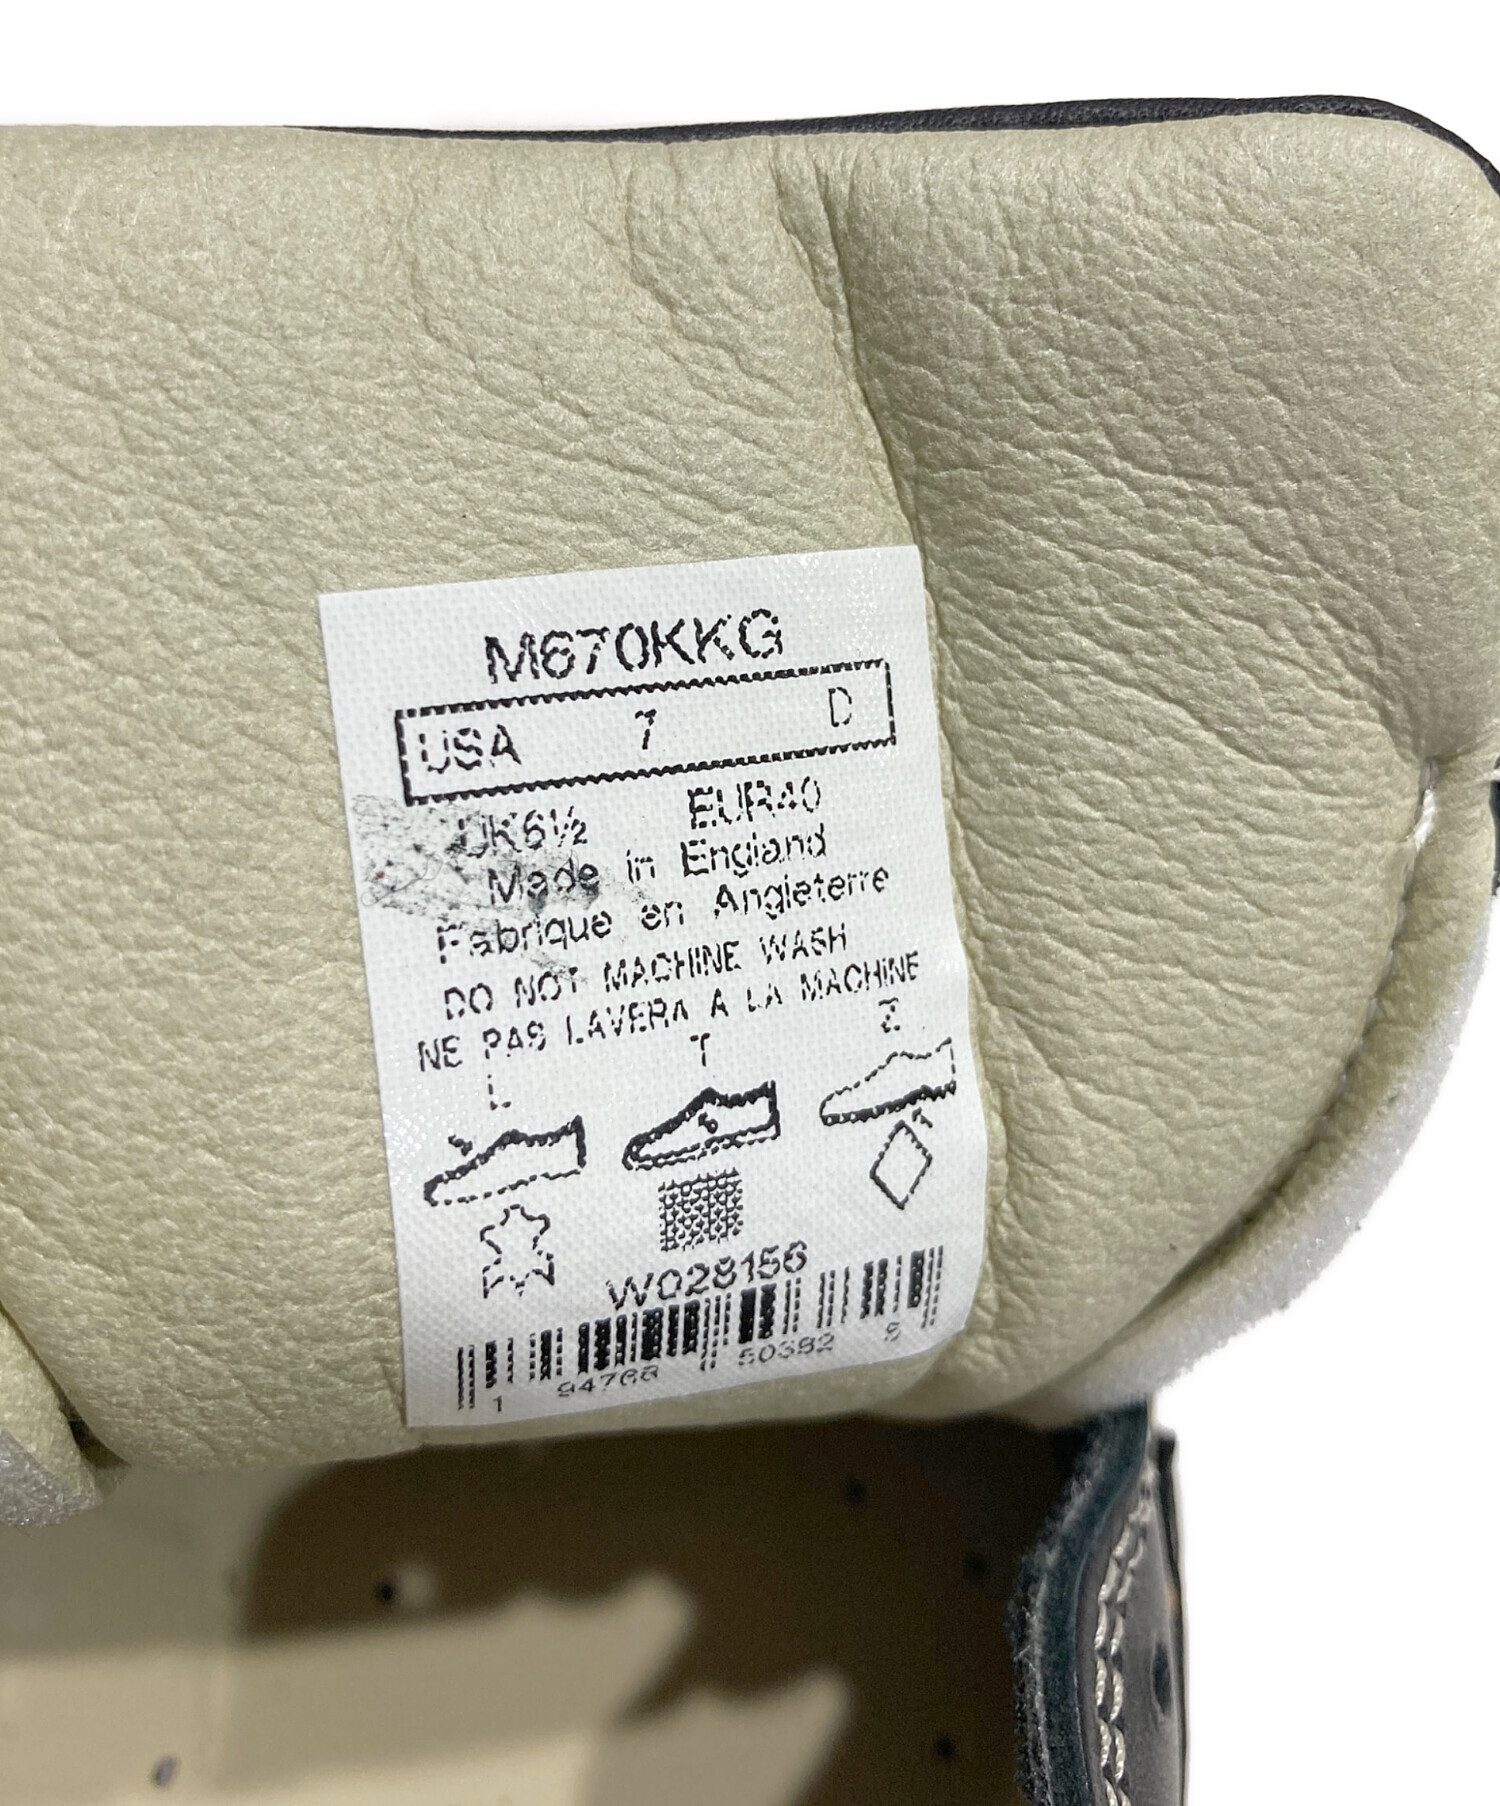 M670KKG
USA 7 D
UK6½ EUR40
Made in England
Fabrique en Angleterre
DO NOT MACHINE WASH
NE PAS LAVERA A LA MACHINE
L T Z
W028156
1 94768 50382 8